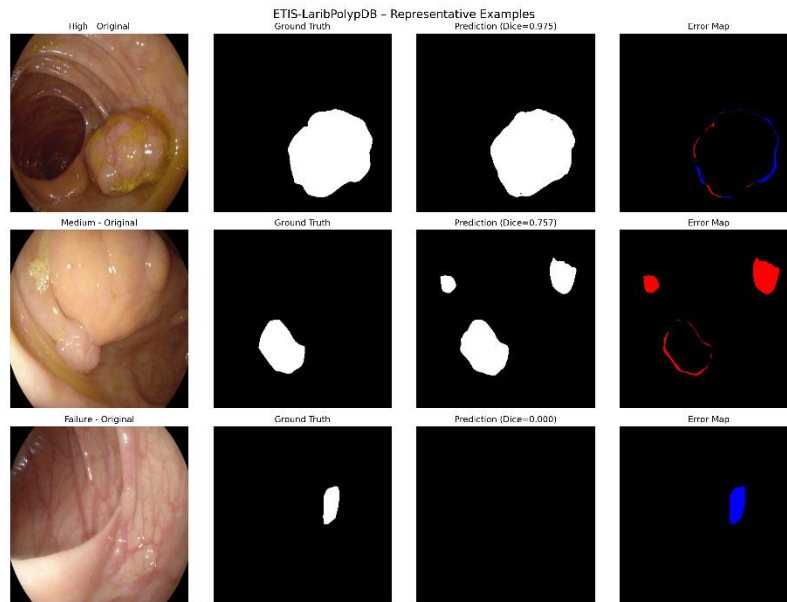 ETIS-LaribPolypDB – Representative Examples
High - Original
Ground Truth
Prediction (Dice=0.975)
Error Map
Medium - Original
Ground Truth
Prediction (Dice=0.757)
Error Map
Failure - Original
Ground Truth
Prediction (Dice=0.000)
Error Map